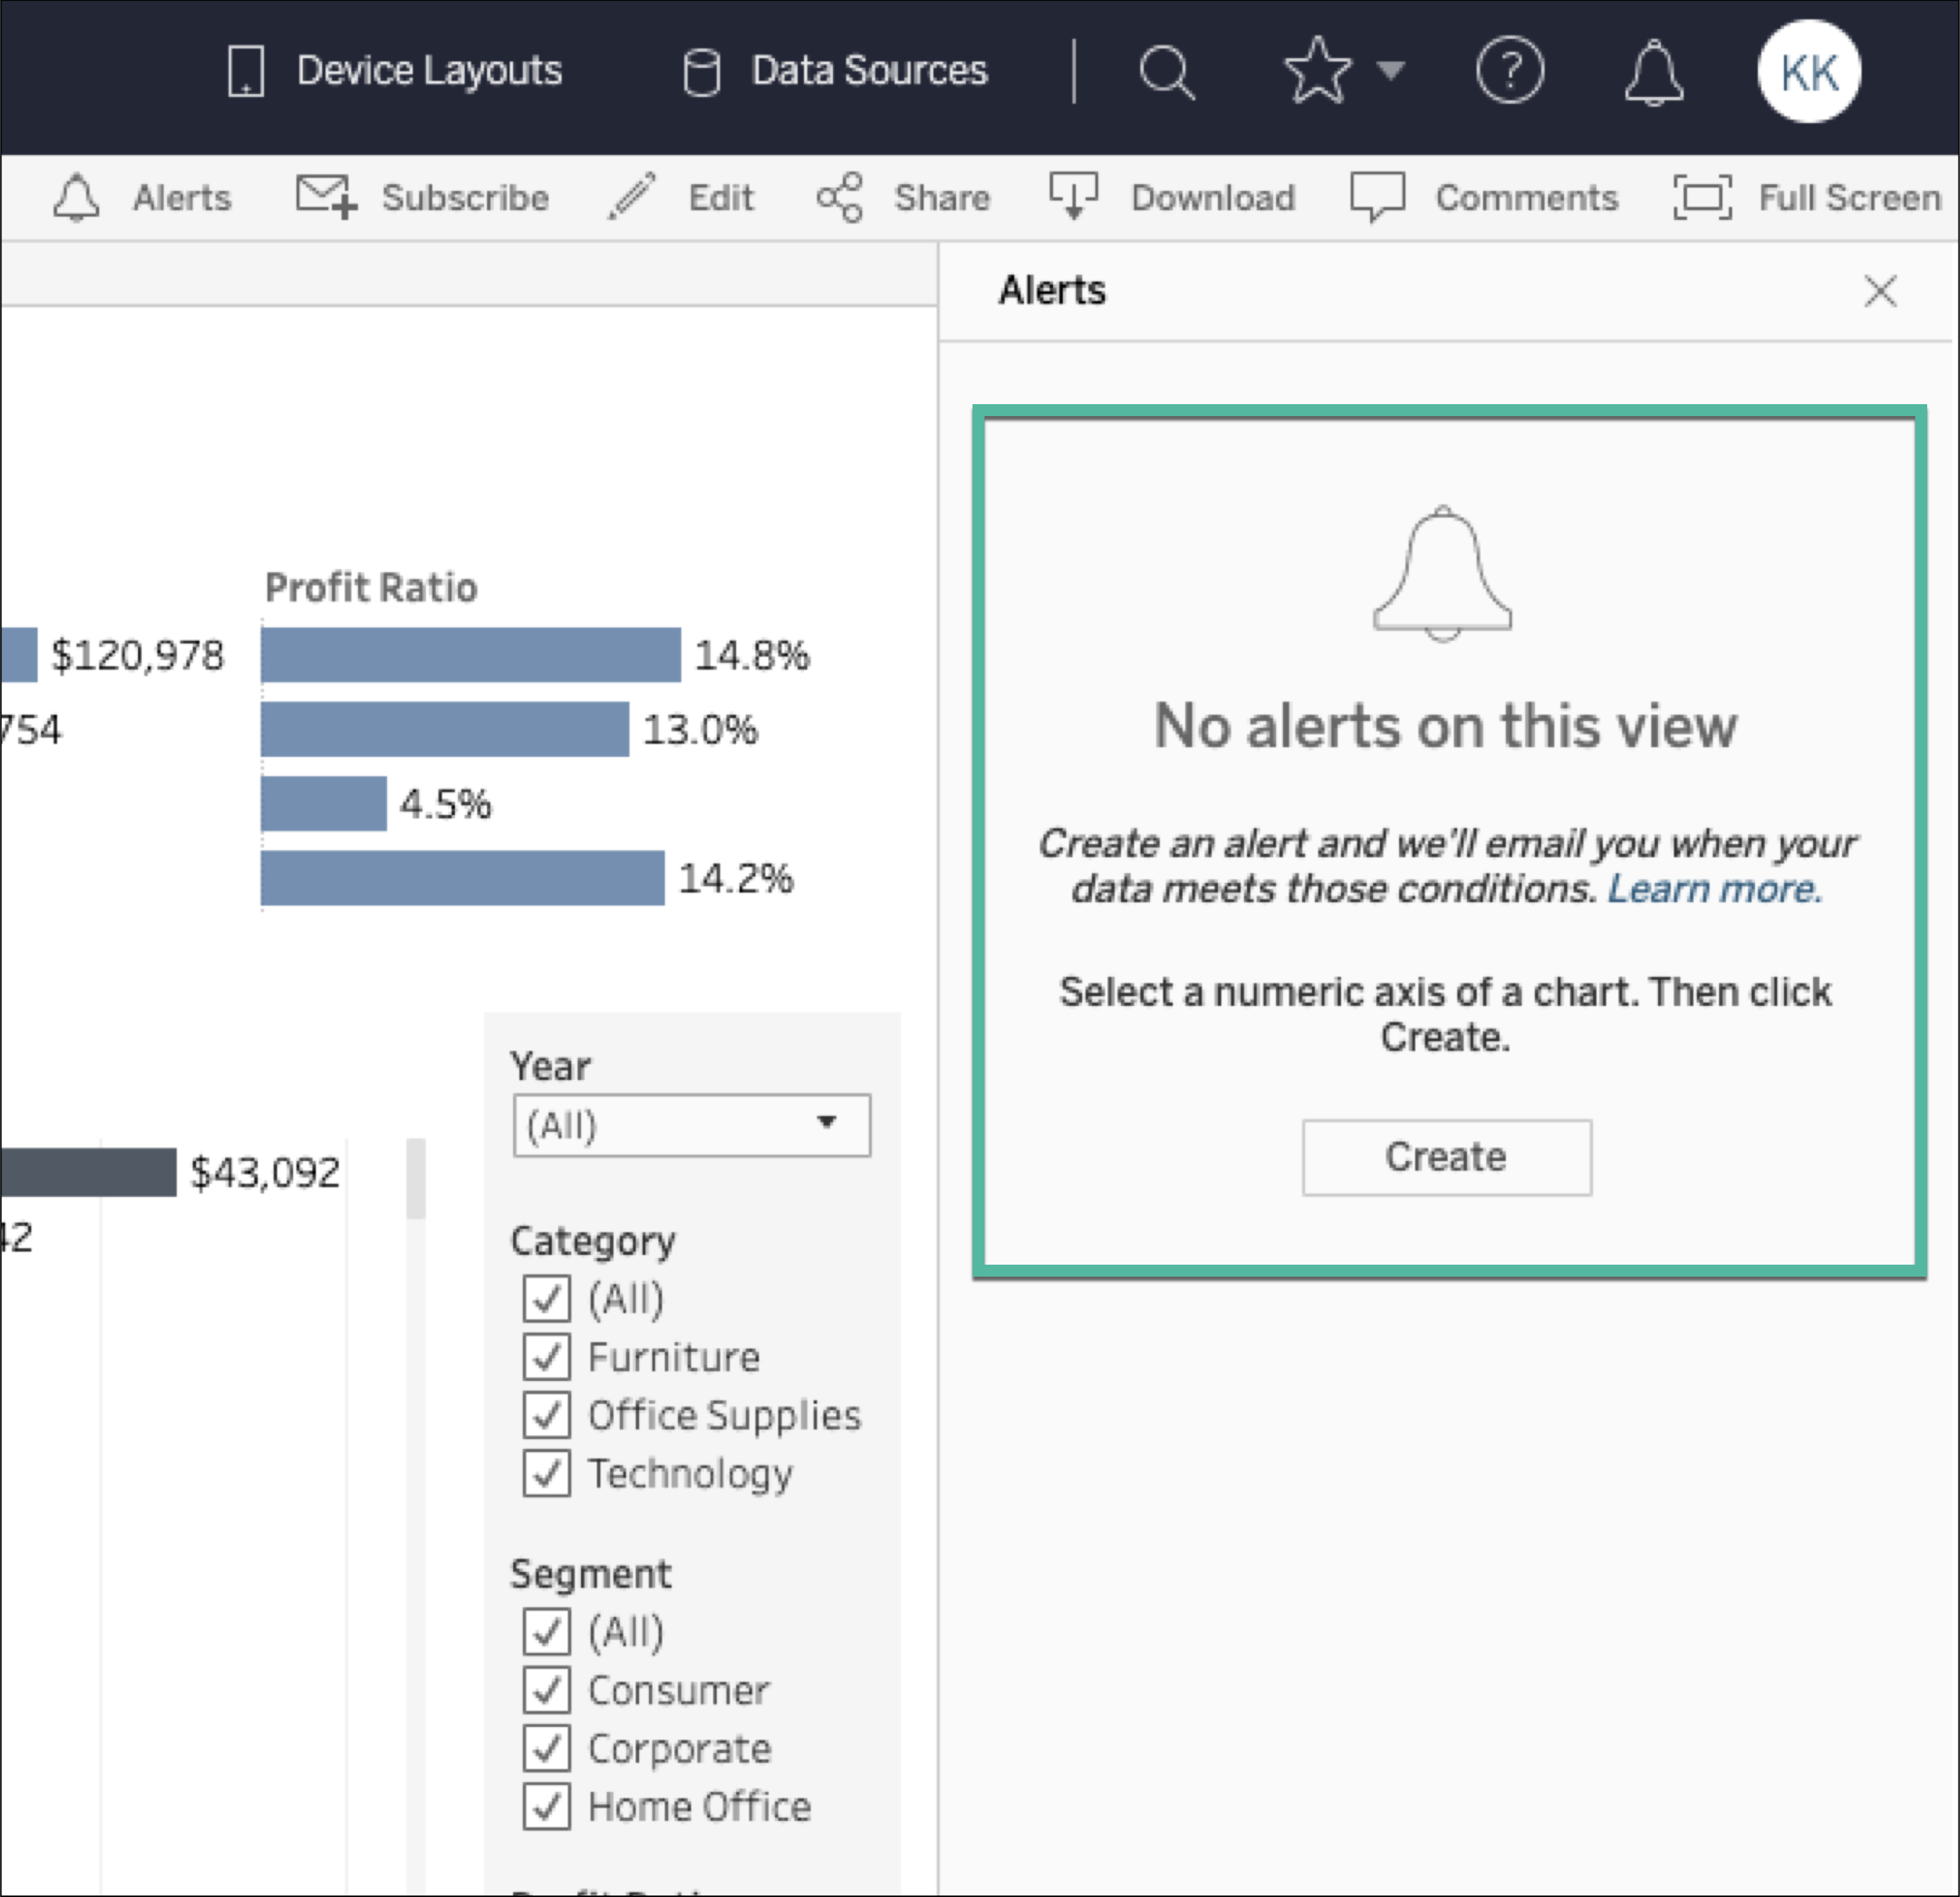 Device Layouts
Data Sources
KK
Alerts
Subscribe
Edit
Share
Download
Comments
Full Screen
Alerts
Profit Ratio
$120,978
14.8%
754
13.0%
4.5%
14.2%
$43,092
42
Year
(All)
Category
(All)
Furniture
Office Supplies
Technology
Segment
(All)
Consumer
Corporate
Home Office
No alerts on this view
Create an alert and we'll email you when your
data meets those conditions. Learn more.
Select a numeric axis of a chart. Then click
Create.
Create